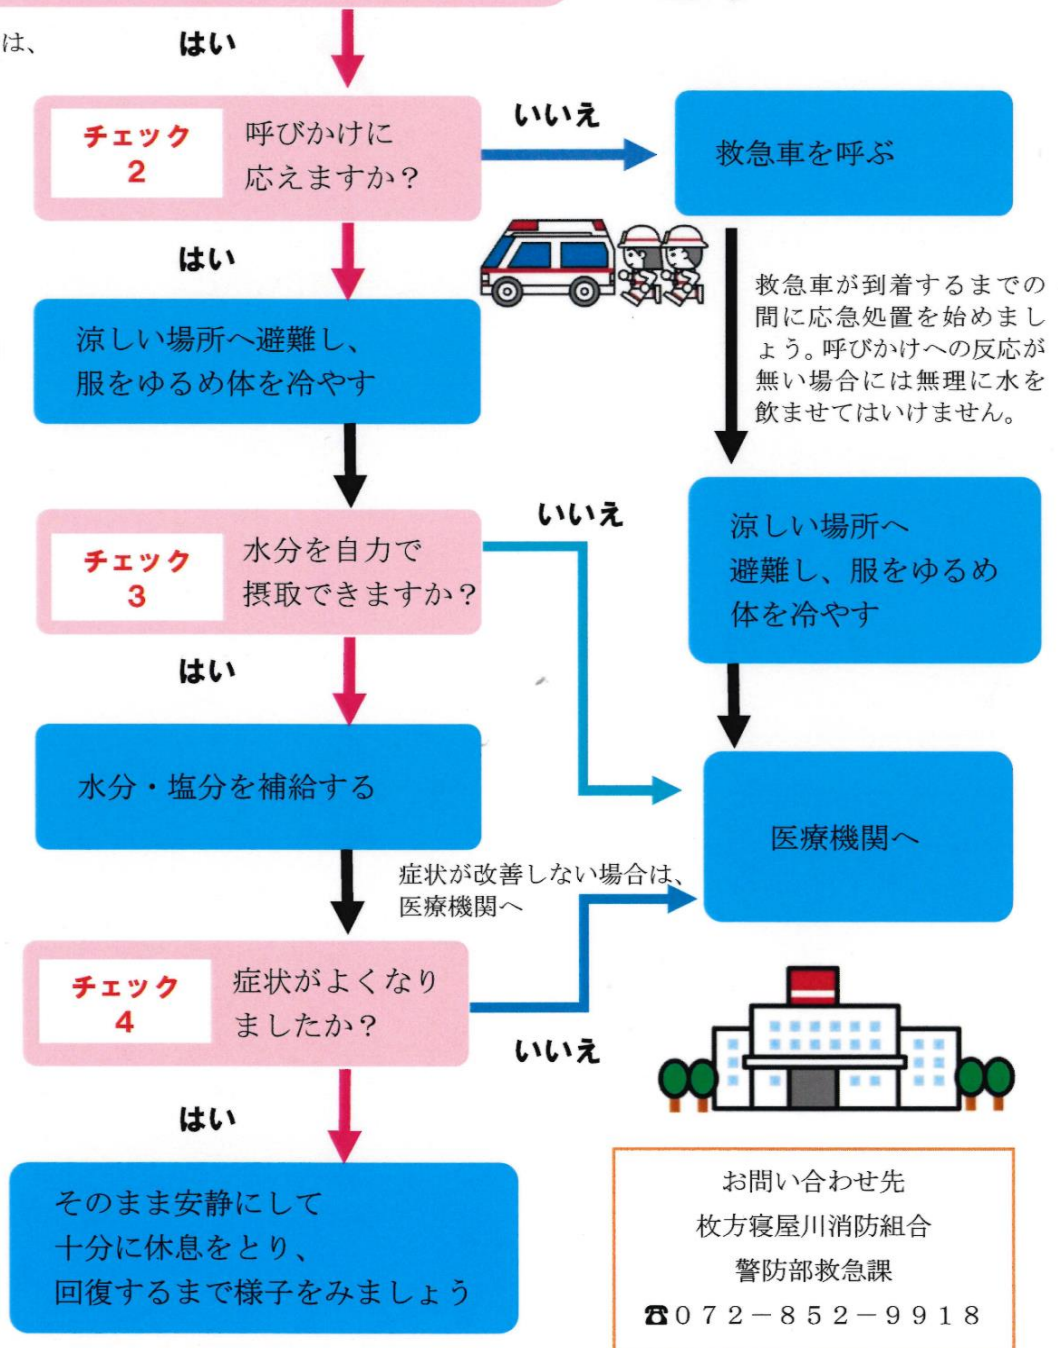 は、
はい
チェック
2
呼びかけに
応えますか？
いいえ
救急車を呼ぶ
はい
救急車が到着するまでの
間に応急処置を始めまし
ょう。呼びかけへの反応が
無い場合には無理に水を
飲ませてはいけません。
涼しい場所へ避難し、
服をゆるめ体を冷やす
いいえ
チェック
3
水分を自力で
摂取できますか？
涼しい場所へ
避難し、服をゆるめ
体を冷やす
はい
水分・塩分を補給する
医療機関へ
症状が改善しない場合は、
医療機関へ
チェック
4
症状がよくなり
ましたか？
いいえ
はい
そのまま安静にして
十分に休息をとり、
回復するまで様子をみましょう
お問い合わせ先
枚方寝屋川消防組合
警防部救急課
☎072－852－9918